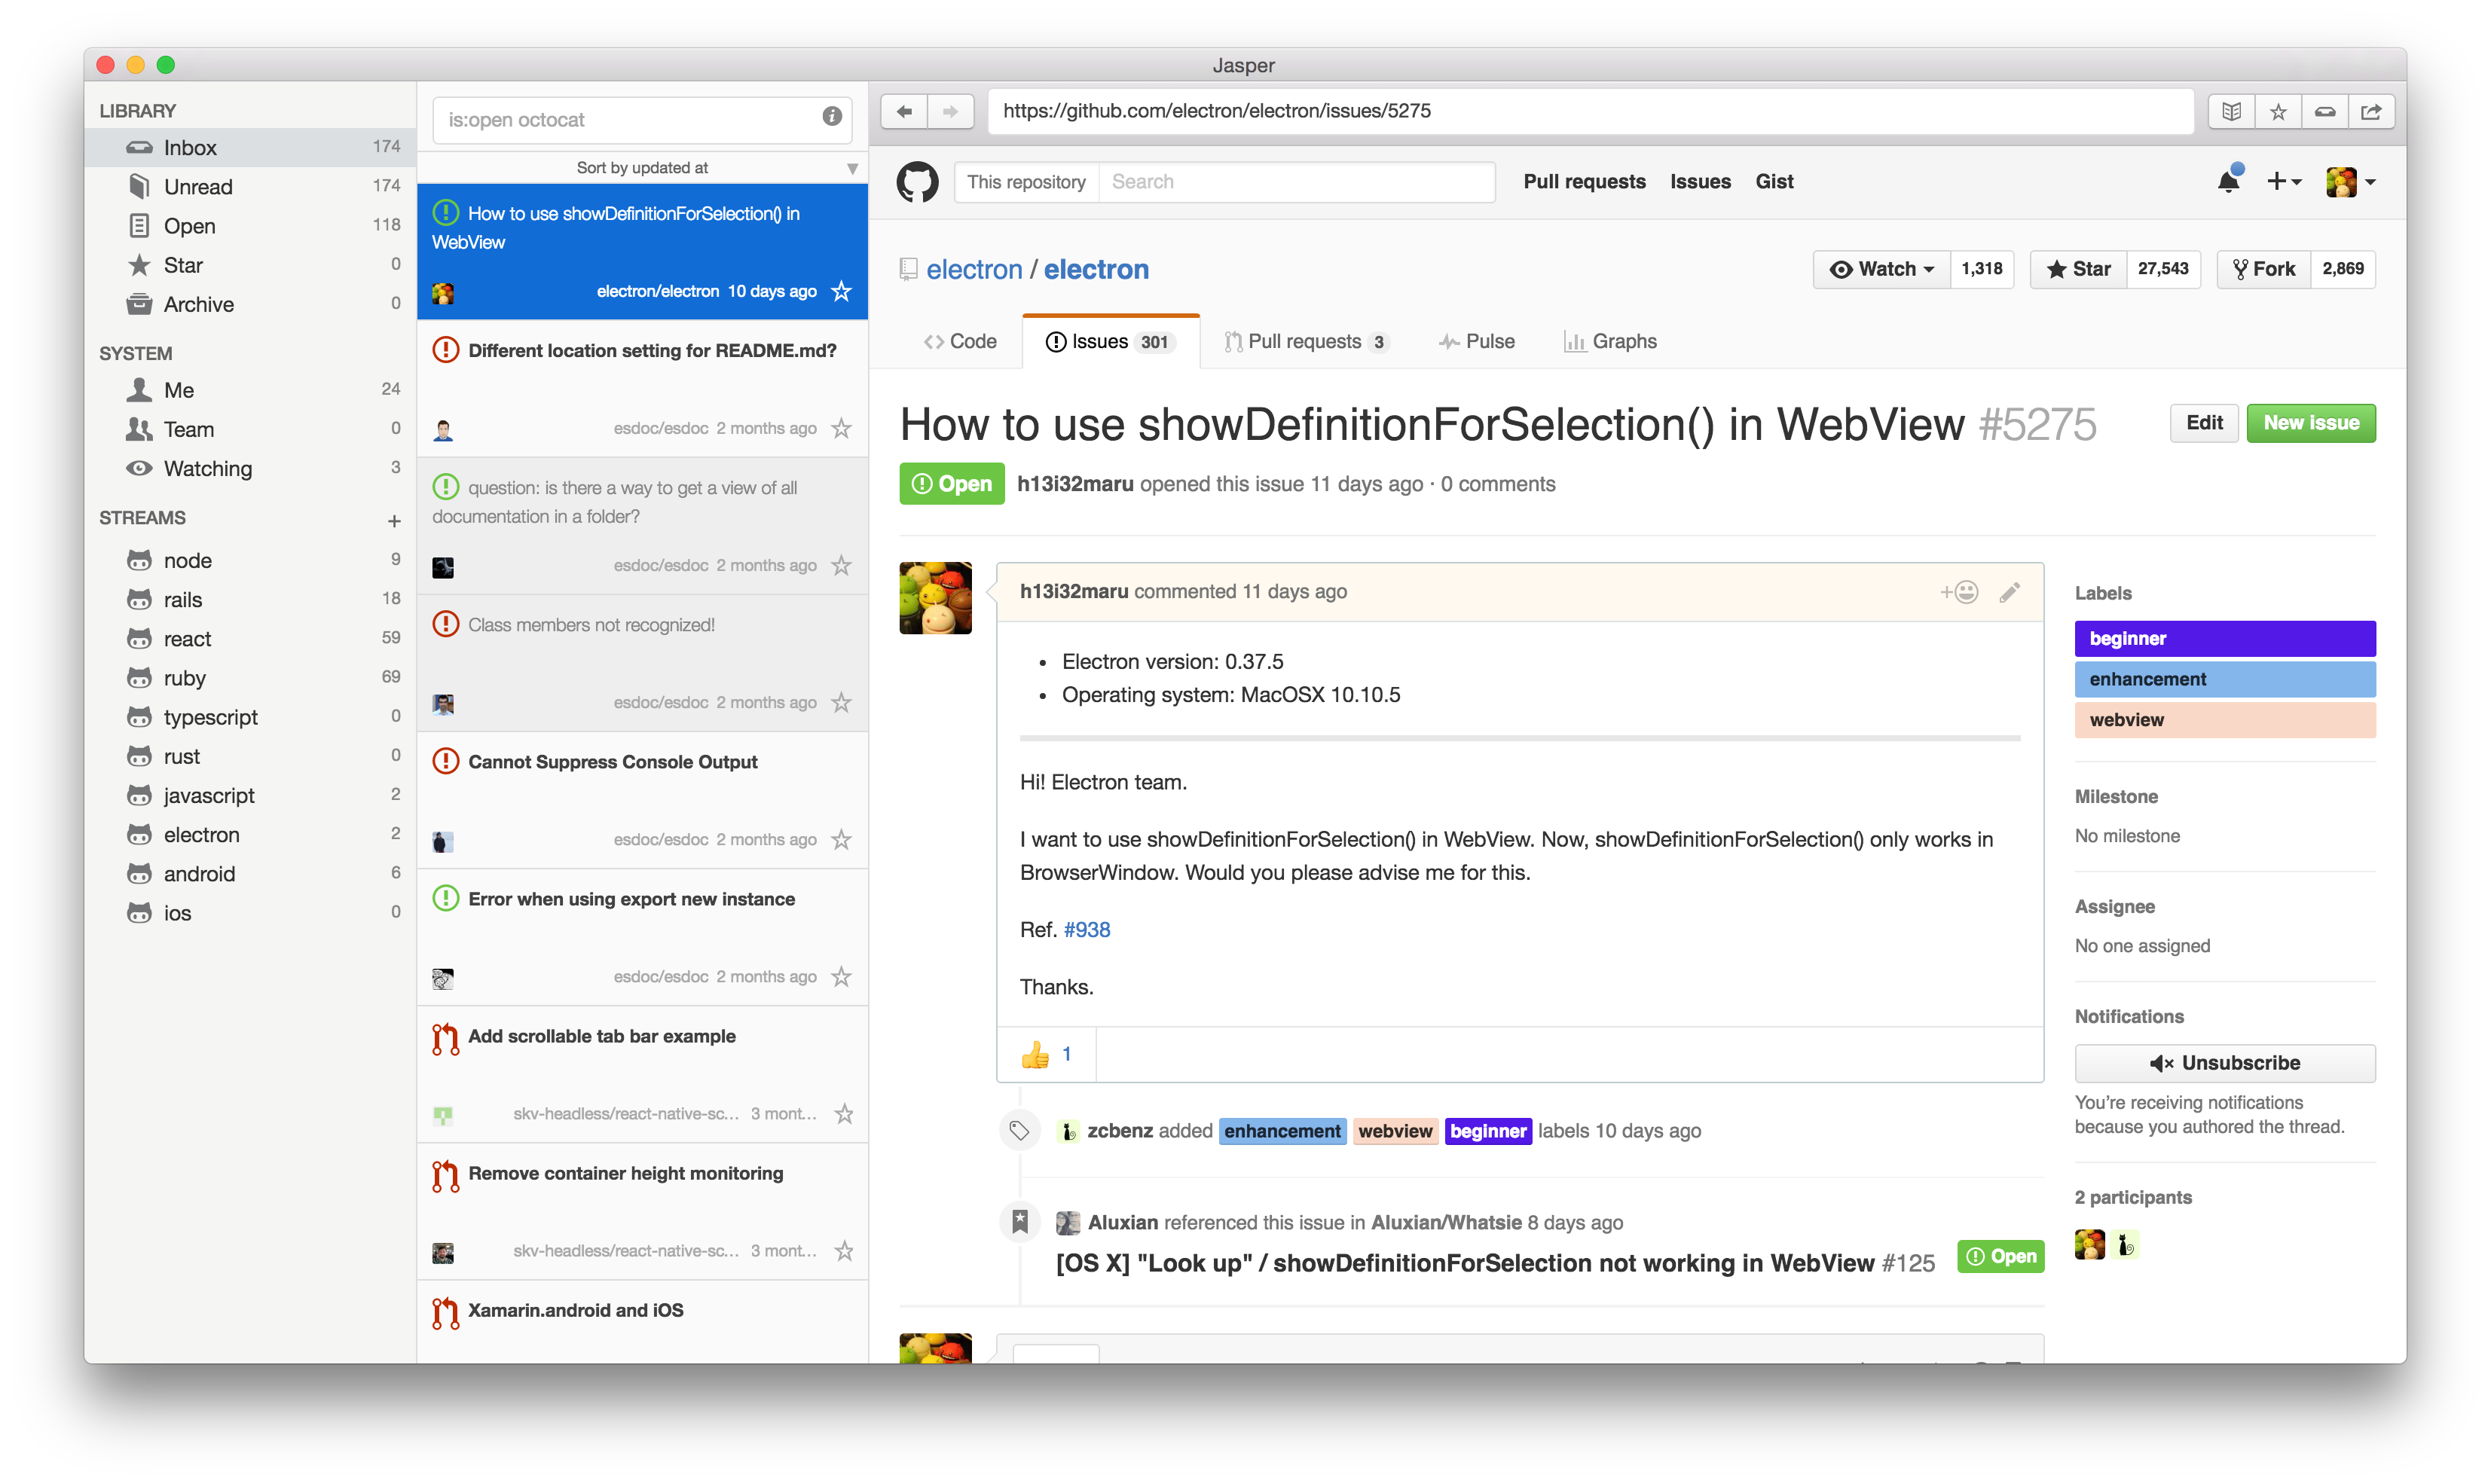 Jasper
LIBRARY
Inbox 174
Unread 174
Open 118
Star 0
Archive 0
SYSTEM
Me 24
Team 0
Watching 3
STREAMS +
node 9
rails 18
react 59
ruby 69
typescript 0
rust 0
javascript 2
electron 2
android 6
ios 0
is:open octocat
Sort by updated at
How to use showDefinitionForSelection() in
WebView
electron/electron 10 days ago
Different location setting for README.md?
esdoc/esdoc 2 months ago
question: is there a way to get a view of all
documentation in a folder?
esdoc/esdoc 2 months ago
Class members not recognized!
esdoc/esdoc 2 months ago
Cannot Suppress Console Output
esdoc/esdoc 2 months ago
Error when using export new instance
esdoc/esdoc 2 months ago
Add scrollable tab bar example
skv-headless/react-native-sc... 3 mont...
Remove container height monitoring
skv-headless/react-native-sc... 3 mont...
Xamarin.android and iOS
https://github.com/electron/electron/issues/5275
This repository Search Pull requests Issues Gist
electron / electron Watch 1,318 Star 27,543 Fork 2,869
Code Issues 301 Pull requests 3 Pulse Graphs
How to use showDefinitionForSelection() in WebView #5275 Edit New issue
Open h13i32maru opened this issue 11 days ago · 0 comments
h13i32maru commented 11 days ago
• Electron version: 0.37.5
• Operating system: MacOSX 10.10.5
Hi! Electron team.
I want to use showDefinitionForSelection() in WebView. Now, showDefinitionForSelection() only works in
BrowserWindow. Would you please advise me for this.
Ref. #938
Thanks.
👍 1
zcbenz added enhancement webview beginner labels 10 days ago
Aluxian referenced this issue in Aluxian/Whatsie 8 days ago
[OS X] "Look up" / showDefinitionForSelection not working in WebView #125 Open
Labels
beginner
enhancement
webview
Milestone
No milestone
Assignee
No one assigned
Notifications
Unsubscribe
You're receiving notifications
because you authored the thread.
2 participants